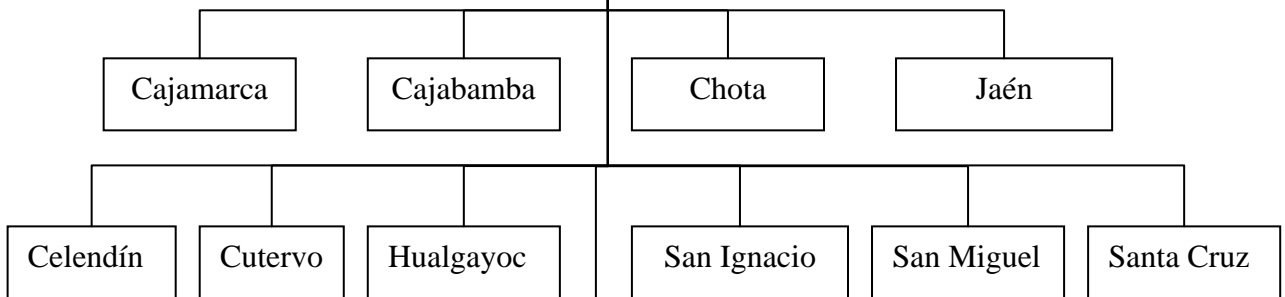 Cajamarca
Cajabamba
Chota
Jaén
Celendín
Cutervo
Hualgayoc
San Ignacio
San Miguel
Santa Cruz